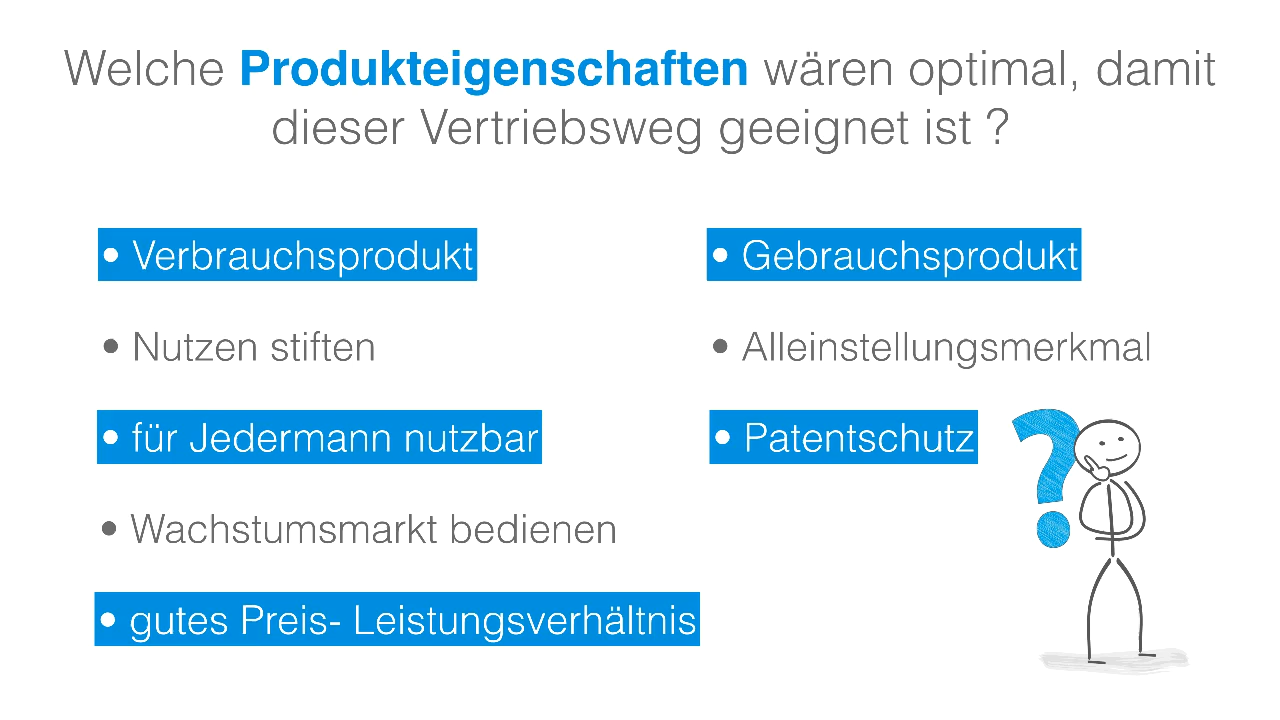 Welche Produkteigenschaften wären optimal, damit
dieser Vertriebsweg geeignet ist ?
• Verbrauchsprodukt
• Nutzen stiften
• für Jedermann nutzbar
• Wachstumsmarkt bedienen
• gutes Preis- Leistungsverhältnis
• Gebrauchsprodukt
• Alleinstellungsmerkmal
• Patentschutz
?